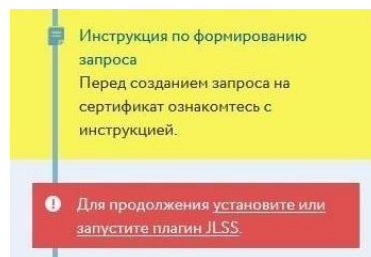 Инструкция по формированию
запроса
Перед созданием запроса на
сертификат ознакомтесь с
инструкцией.
Для продолжения установите или
запустите плагин JLSS.